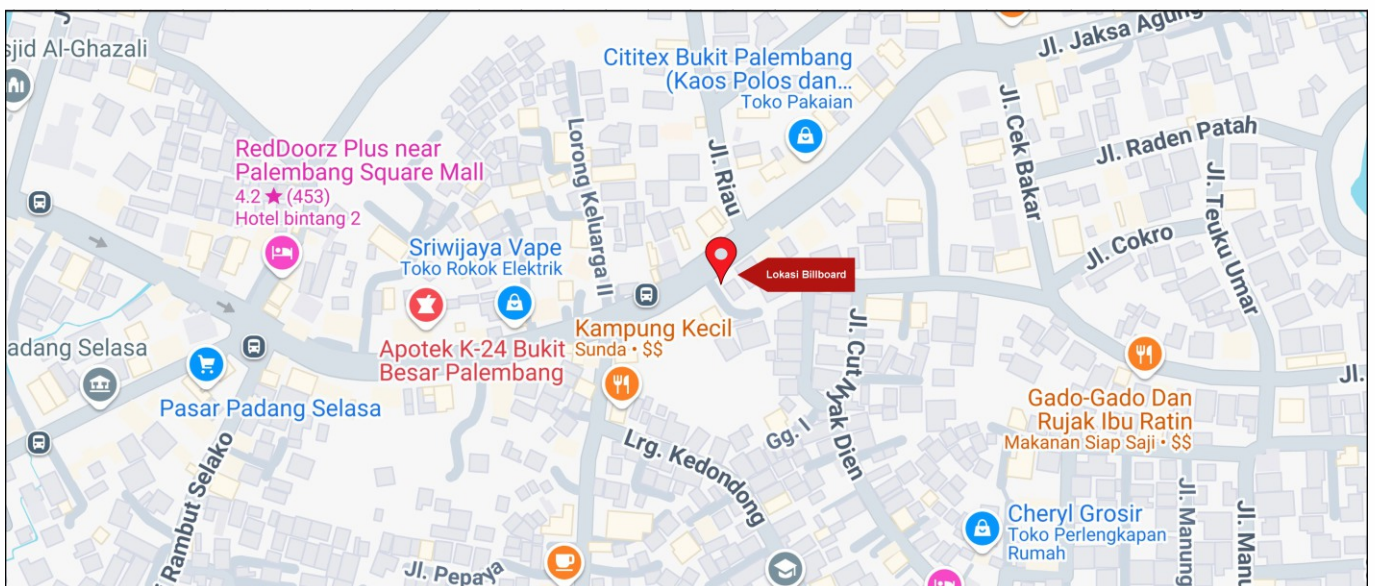 sjid Al-Ghazali
Jl. Jaksa Agung
Cititex Bukit Palembang
(Kaos Polos dan...
Toko Pakaian
Jl. Cek Bakar
Jl. Raden Patah
Jl. Teuku Umar
RedDoorz Plus near
Palembang Square Mall
4.2 ★ (453)
Hotel bintang 2
Lorong Keluarga II
Jl. Riau
Sriwijaya Vape
Toko Rokok Elektrik
Lokasi Billboard
Jl. Cokro
adang Selasa
Pasar Padang Selasa
Apotek K-24 Bukit
Besar Palembang
Kampung Kecil
Sunda • $$
Jl. Cut Nyak Dien
Gado-Gado Dan
Rujak Ibu Ratin
Makanan Siap Saji • $$
Jl.
Gg. I
Lrg. Kedondong
Rambut Selako
Jl. Pepaya
Cheryl Grosir
Toko Perlengkapan
Rumah
Jl. Manung
Jl. Man